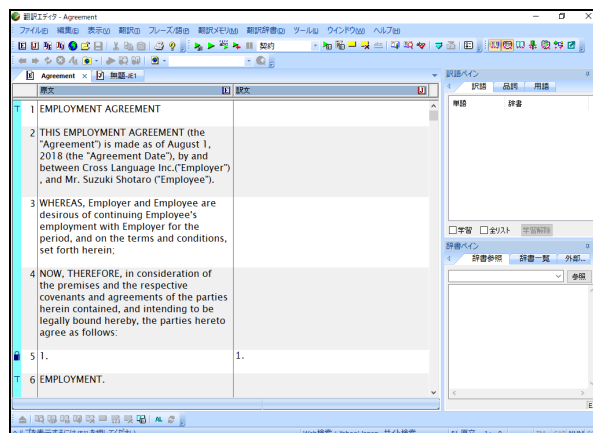 翻訳エディタ - Agreement
ファイル(F) 編集(E) 表示(V) 翻訳(T) フレーズ/語(P) 翻訳メモリ(M) 翻訳辞書(D) ツール(U) ウインドウ(W) ヘルプ(H)
契約
Agreement × 無題-JE1
原文 E 訳文 J
1 EMPLOYMENT AGREEMENT
2 THIS EMPLOYMENT AGREEMENT (the
"Agreement") is made as of August 1,
2018 (the "Agreement Date"), by and
between Cross Language Inc.("Employer")
, and Mr. Suzuki Shotaro ("Employee").
3 WHEREAS, Employer and Employee are
desirous of continuing Employee's
employment with Employer for the
period, and on the terms and conditions,
set forth herein;
4 NOW, THEREFORE, in consideration of
the premises and the respective
covenants and agreements of the parties
herein contained, and intending to be
legally bound hereby, the parties hereto
agree as follows:
5 1. 1.
6 EMPLOYMENT.
訳語ペイン
訳語 品詞 用語
単語 辞書
学習 全リスト 学習解除
辞書ペイン
辞書参照 辞書一覧 外部...
参照